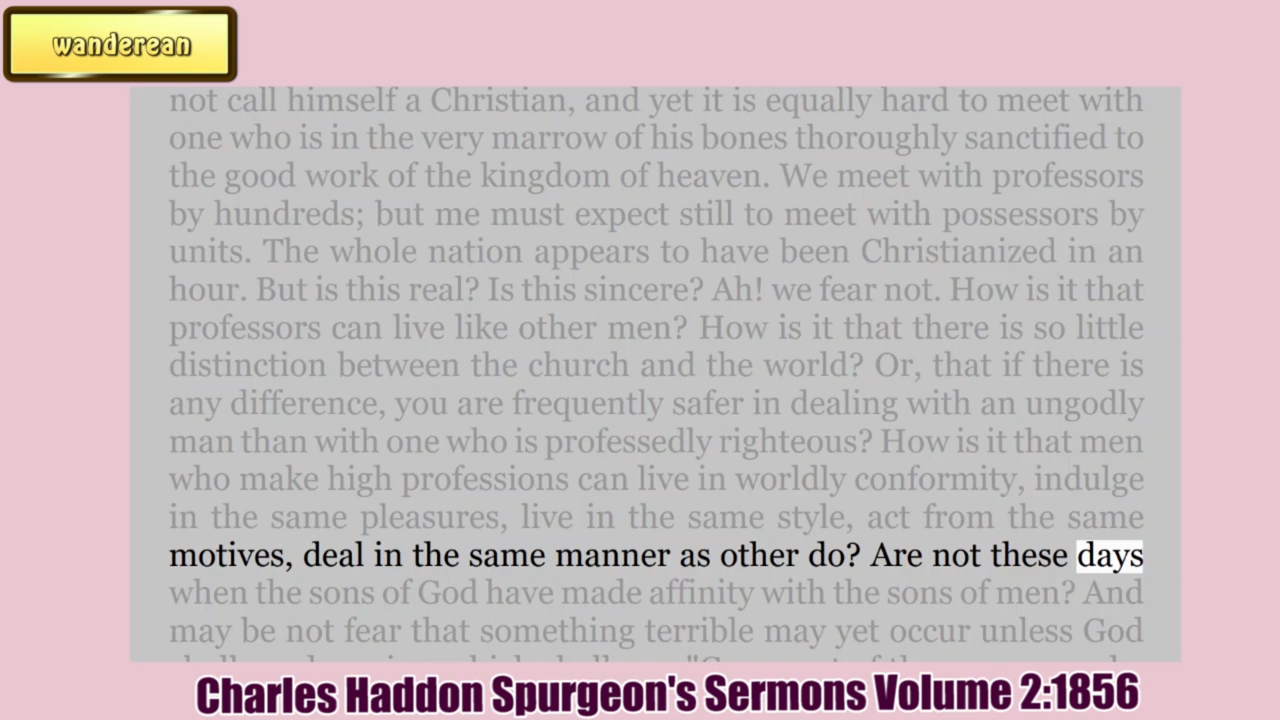 wanderean
not call himself a Christian, and yet it is equally hard to meet with
one who is in the very marrow of his bones thoroughly sanctified to
the good work of the kingdom of heaven. We meet with professors
by hundreds; but me must expect still to meet with possessors by
units. The whole nation appears to have been Christianized in an
hour. But is this real? Is this sincere? Ah! we fear not. How is it that
professors can live like other men? How is it that there is so little
distinction between the church and the world? Or, that if there is
any difference, you are frequently safer in dealing with an ungodly
man than with one who is professedly righteous? How is it that men
who make high professions can live in worldly conformity, indulge
in the same pleasures, live in the same style, act from the same
motives, deal in the same manner as other do? Are not these days
when the sons of God have made affinity with the sons of men? And
may be not fear that something terrible may yet occur unless God
Charles Haddon Spurgeon's Sermons Volume 2:1856